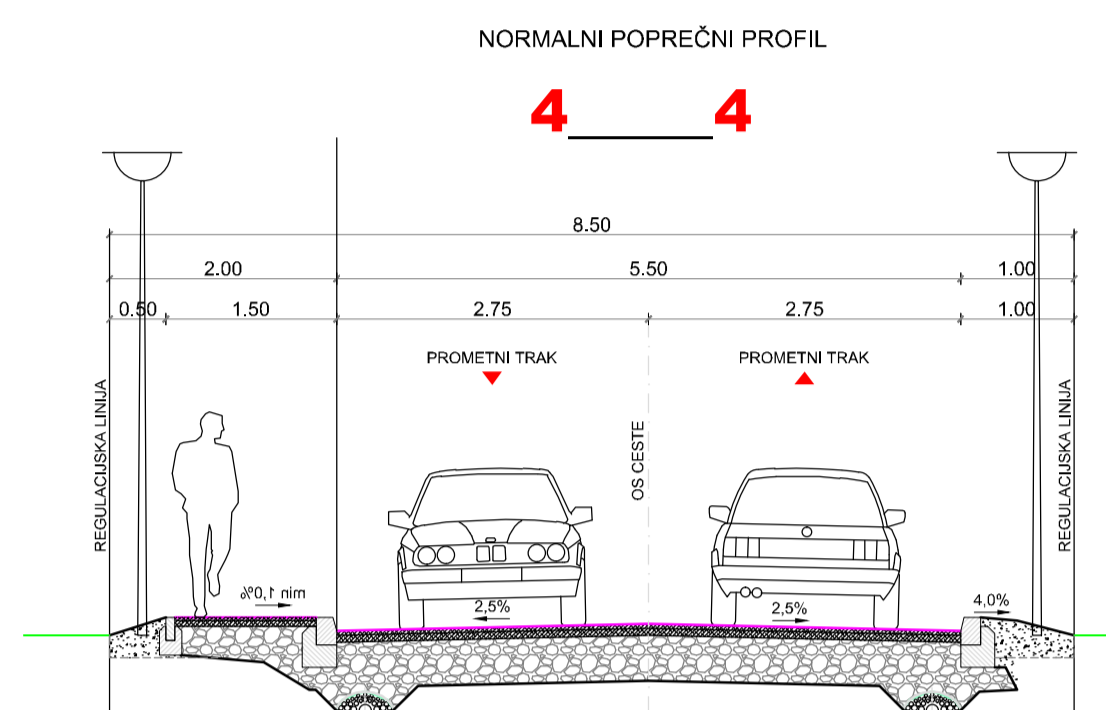 NORMALNI POPREČNI PROFIL
4 4
8.50
2.00 5.50 1.00
0.50 1.50 2.75 2.75 1.00
PROMETNI TRAK PROMETNI TRAK
REGULACIJSKA LINIJA
OS CESTE
REGULACIJSKA LINIJA
min 1,0%
2,5%
2,5%
4,0%